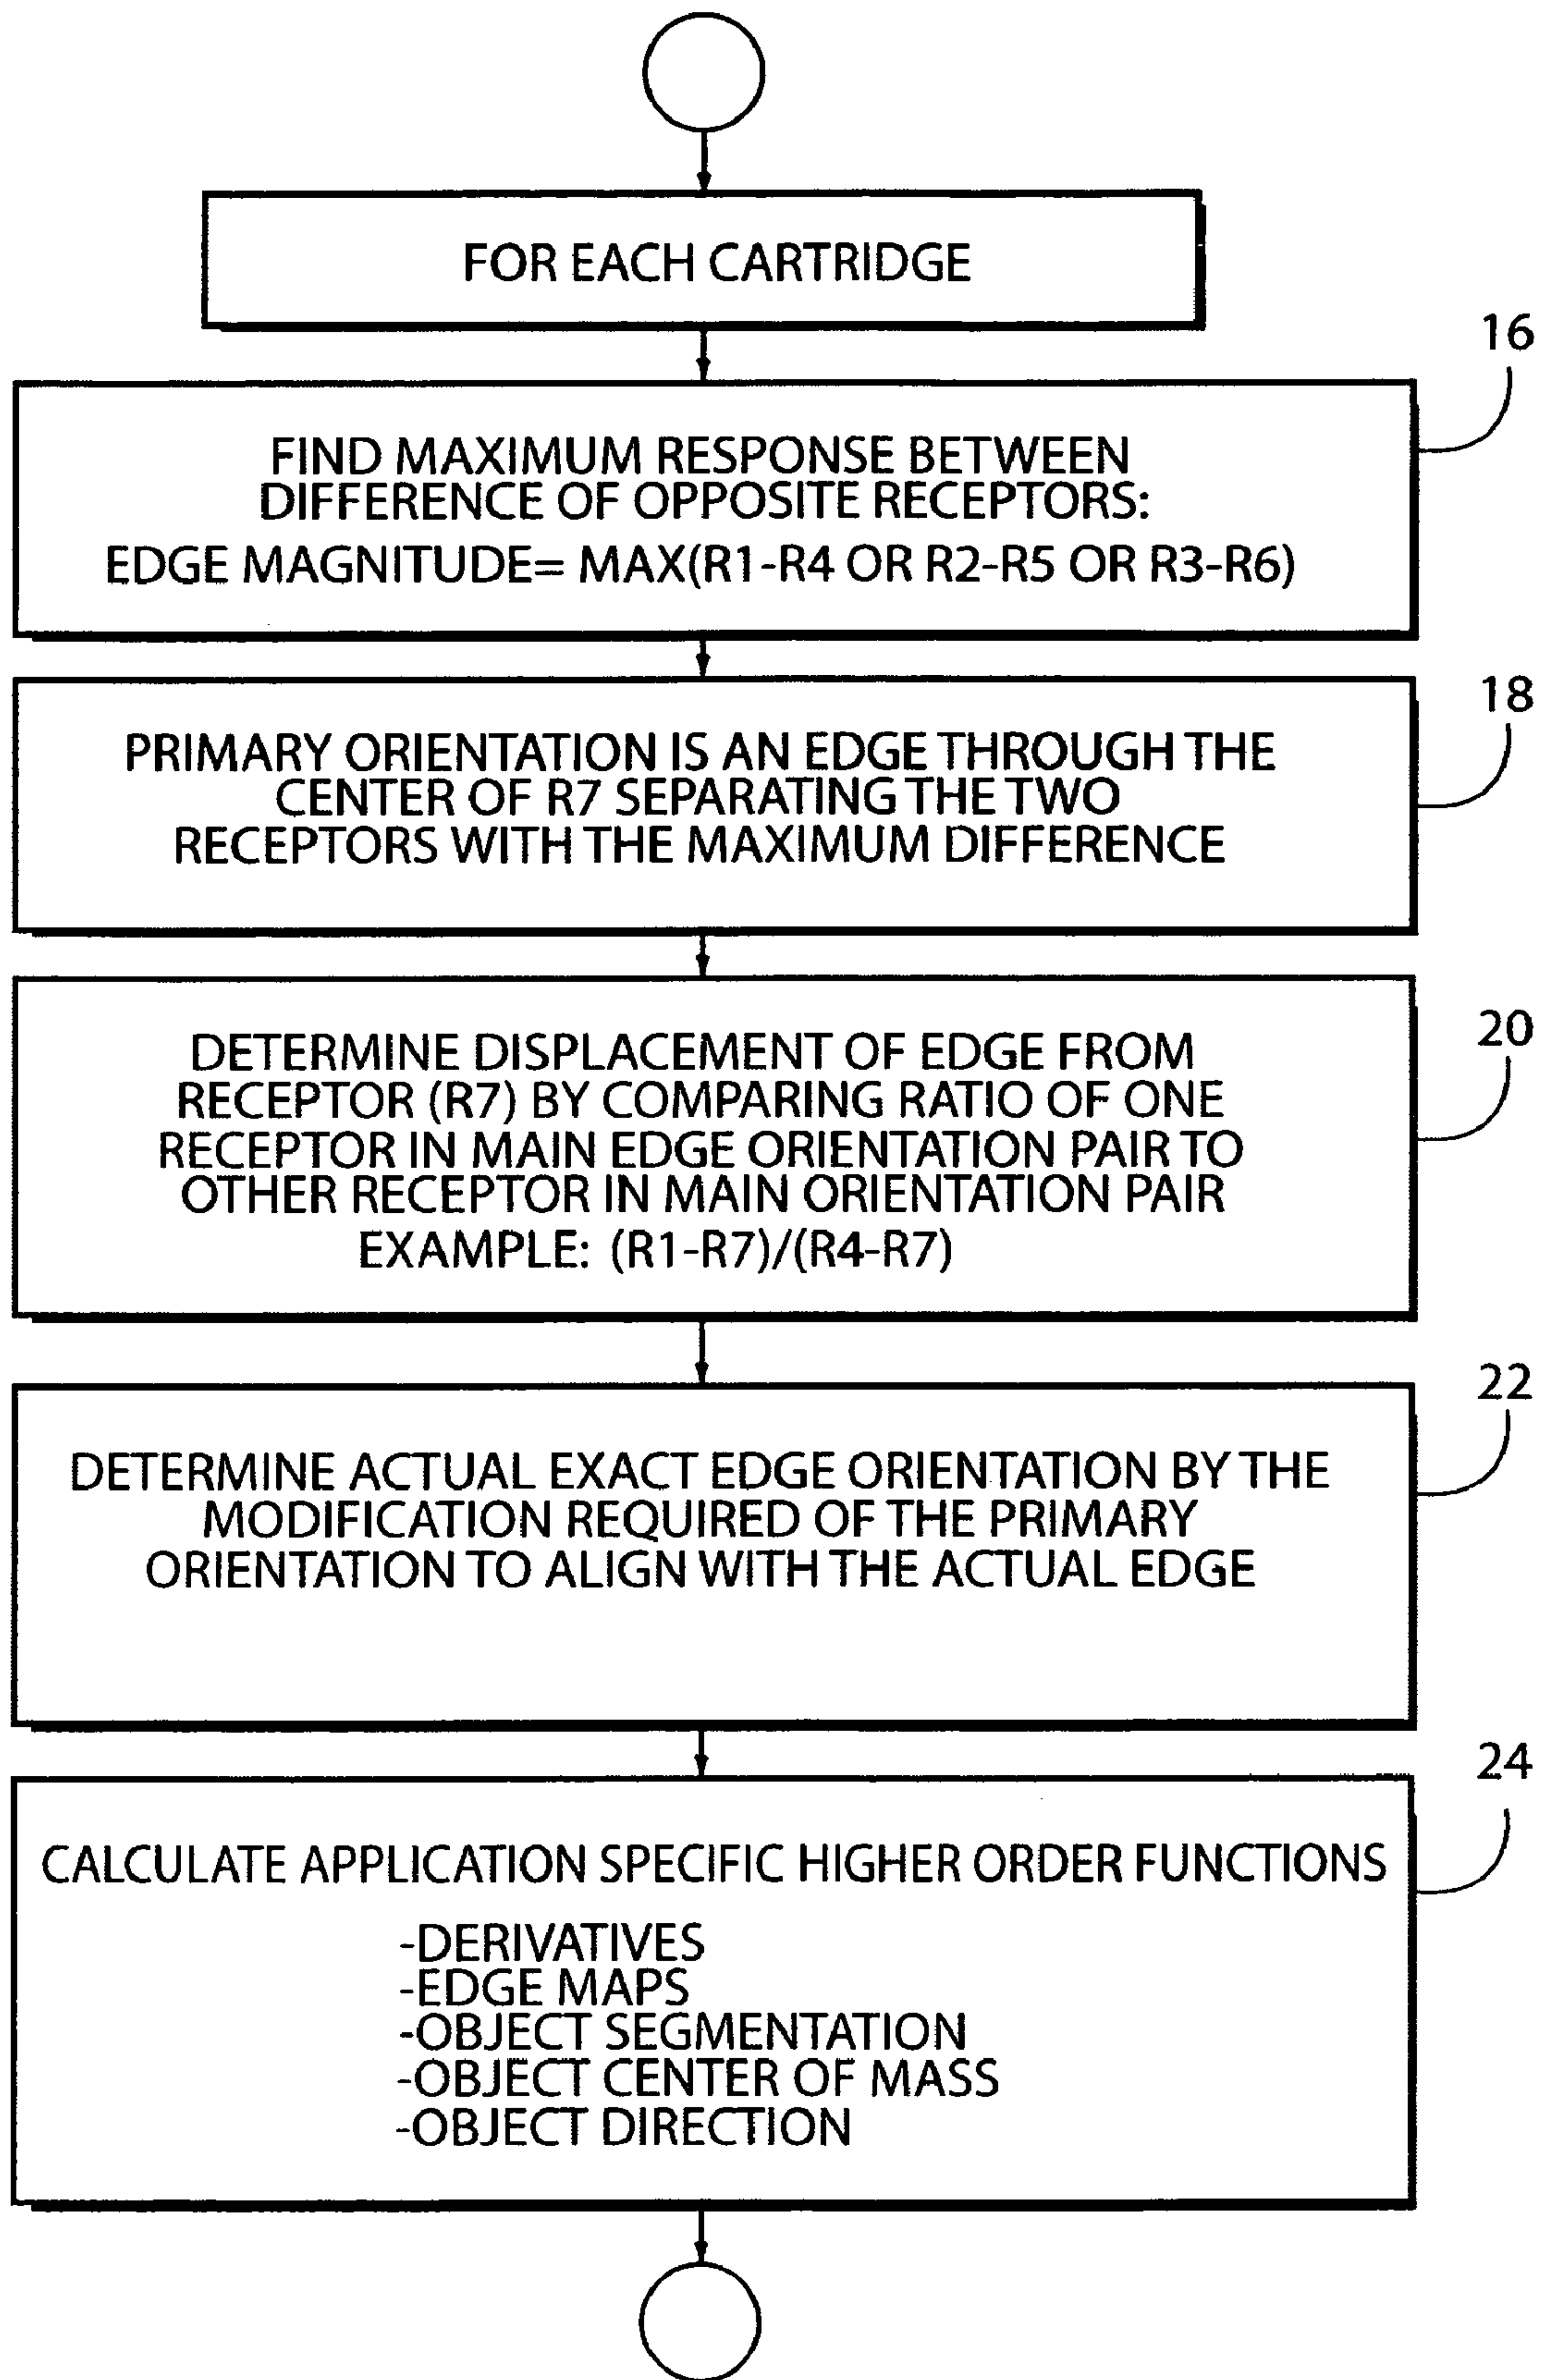 FOR EACH CARTRIDGE
16
FIND MAXIMUM RESPONSE BETWEEN
DIFFERENCE OF OPPOSITE RECEPTORS:
EDGE MAGNITUDE= MAX(R1-R4 OR R2-R5 OR R3-R6)
18
PRIMARY ORIENTATION IS AN EDGE THROUGH THE
CENTER OF R7 SEPARATING THE TWO
RECEPTORS WITH THE MAXIMUM DIFFERENCE
20
DETERMINE DISPLACEMENT OF EDGE FROM
RECEPTOR (R7) BY COMPARING RATIO OF ONE
RECEPTOR IN MAIN EDGE ORIENTATION PAIR TO
OTHER RECEPTOR IN MAIN ORIENTATION PAIR
EXAMPLE: (R1-R7)/(R4-R7)
22
DETERMINE ACTUAL EXACT EDGE ORIENTATION BY THE
MODIFICATION REQUIRED OF THE PRIMARY
ORIENTATION TO ALIGN WITH THE ACTUAL EDGE
24
CALCULATE APPLICATION SPECIFIC HIGHER ORDER FUNCTIONS
-DERIVATIVES
-EDGE MAPS
-OBJECT SEGMENTATION
-OBJECT CENTER OF MASS
-OBJECT DIRECTION